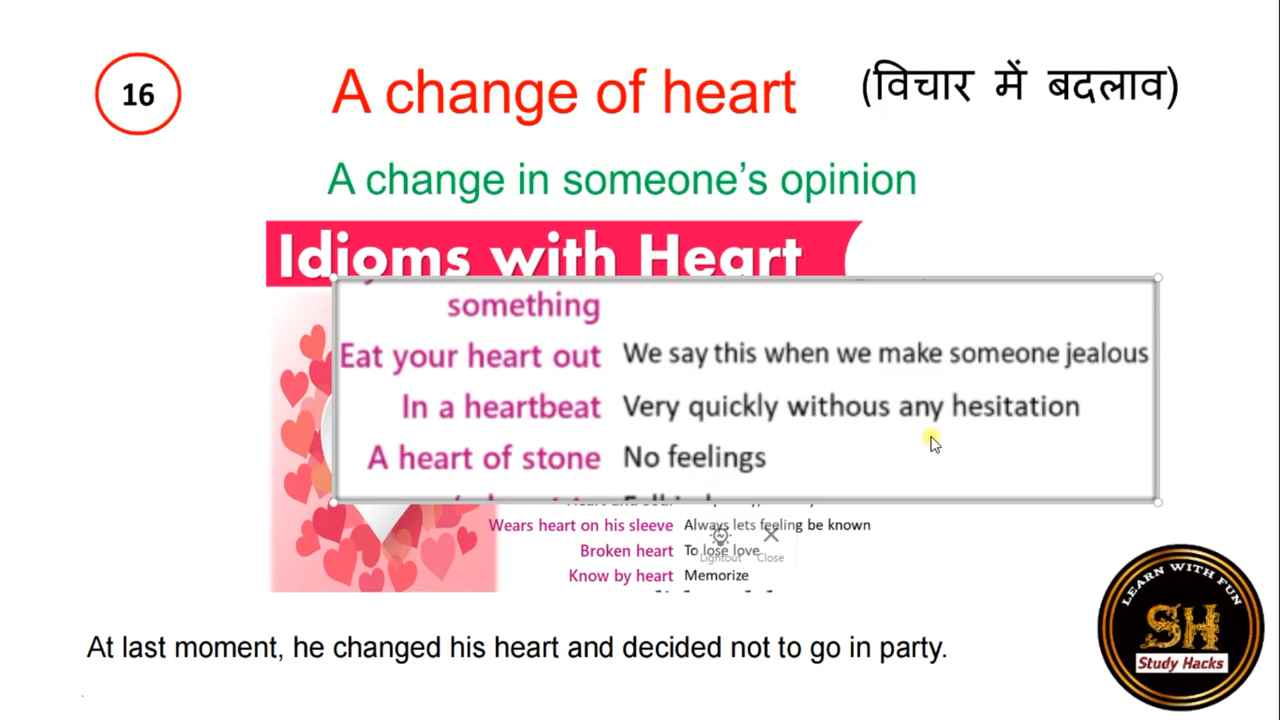 16
A change of heart (विचार में बदलाव)
A change in someone's opinion
Idioms with Heart
something
Eat your heart out We say this when we make someone jealous
In a heartbeat Very quickly withous any hesitation
A heart of stone No feelings
Wears heart on his sleeve Always lets feeling be known
Broken heart To lose love
Lightout Close
Know by heart Memorize
At last moment, he changed his heart and decided not to go in party.
LEARN WITH FUN
SH
Study Hacks